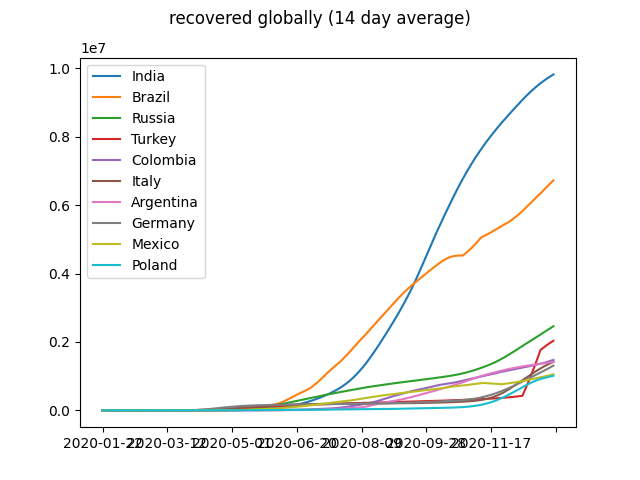 recovered globally (14 day average)
1e7
1.0
0.8
0.6
0.4
0.2
0.0
India
Brazil
Russia
Turkey
Colombia
Italy
Argentina
Germany
Mexico
Poland
2020-01-22 2020-03-12 2020-05-01 2020-06-20 2020-08-09 2020-09-28 2020-11-17